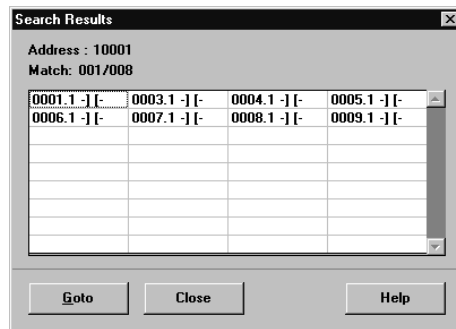 Search Results
Address : 10001
Match: 001/008
0001.1 -] [- 0003.1 -] [- 0004.1 -] [- 0005.1 -] [-
0006.1 -] [- 0007.1 -] [- 0008.1 -] [- 0009.1 -] [-
Goto Close Help